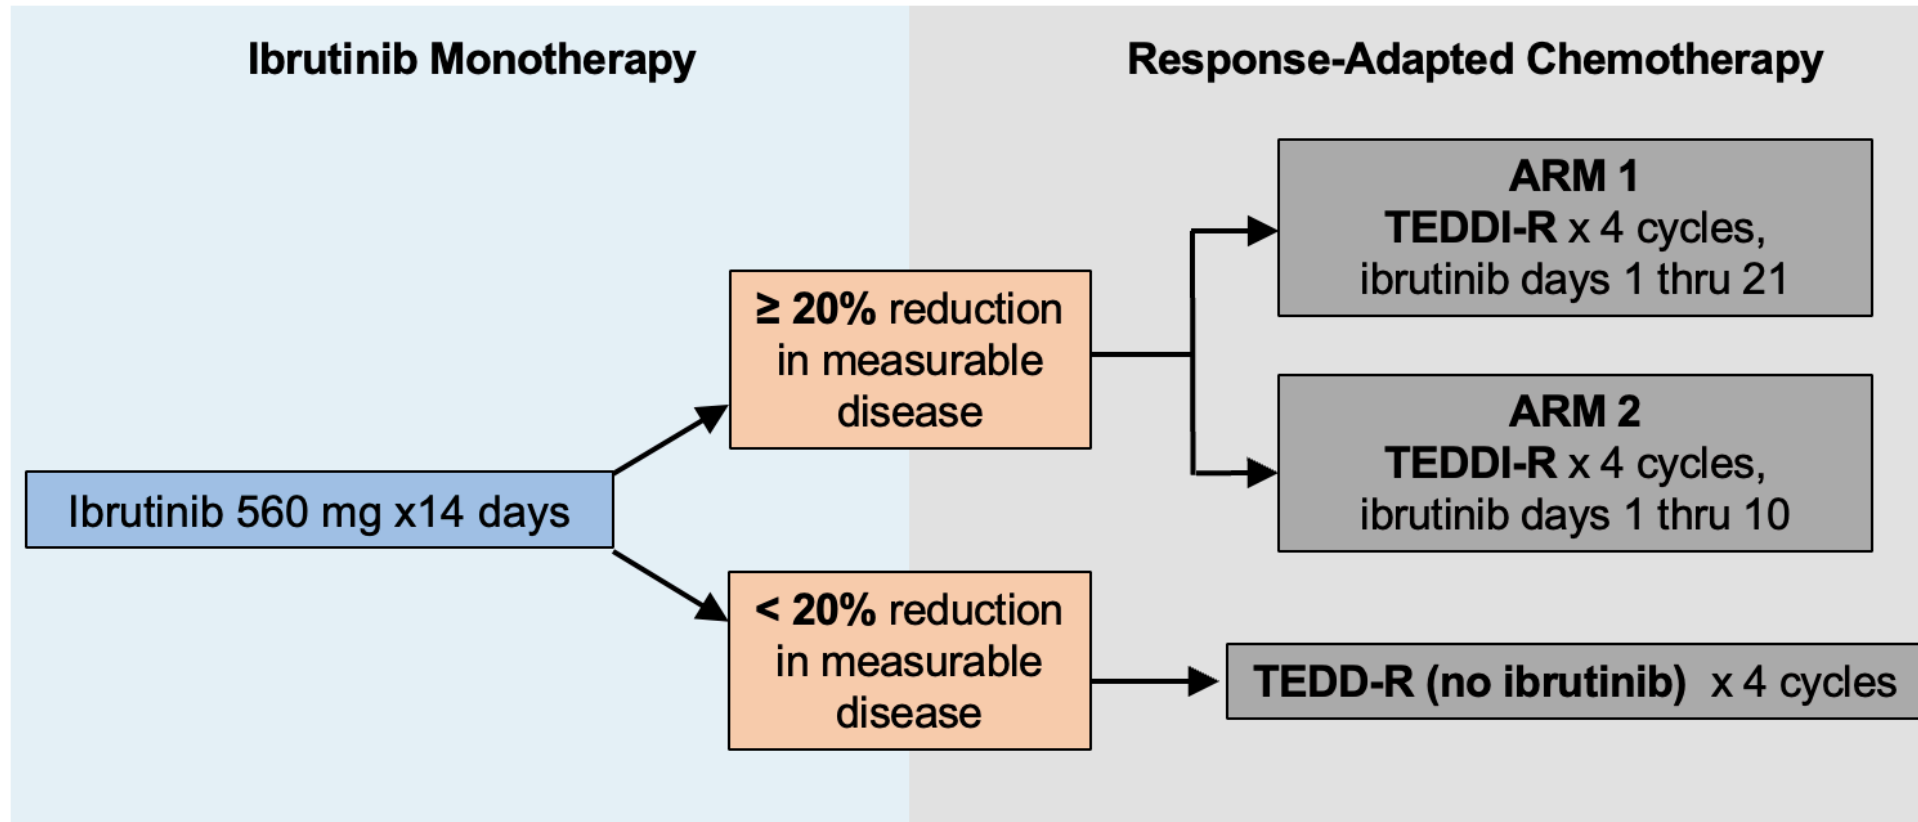 Ibrutinib Monotherapy
Response-Adapted Chemotherapy
Ibrutinib 560 mg x14 days
≥ 20% reduction
in measurable
disease
< 20% reduction
in measurable
disease
ARM 1
TEDDI-R x 4 cycles,
ibrutinib days 1 thru 21
ARM 2
TEDDI-R x 4 cycles,
ibrutinib days 1 thru 10
TEDD-R (no ibrutinib) x 4 cycles